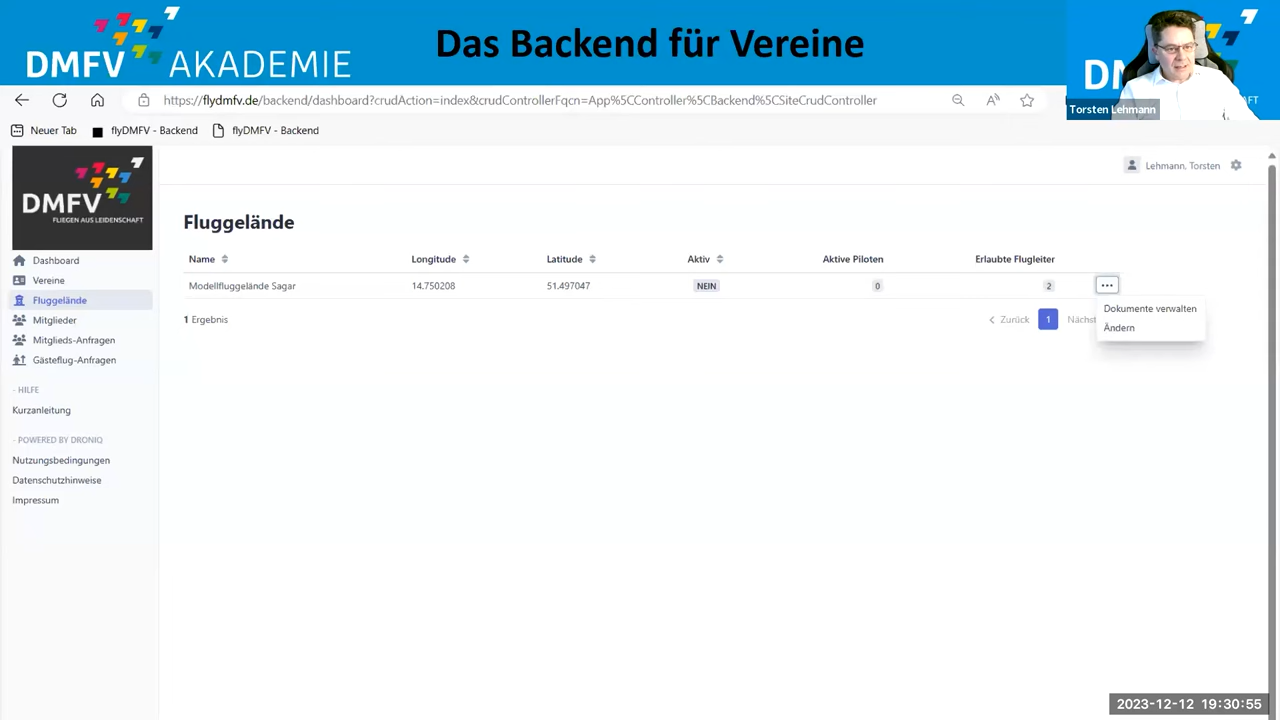 DMFV AKADEMIE
Das Backend für Vereine
Torsten Lehmann
https://flydmfv.de/backend/dashboard?crudAction=index&crudControllerFqcn=App%5CController%5CBackend%5CSiteCrudController
Neuer Tab
flyDMFV - Backend
flyDMFV - Backend
DMFV
FLIEGEN AUS LEIDENSCHAFT
Lehmann, Torsten
Dashboard
Vereine
Fluggelände
Mitglieder
Mitglieds-Anfragen
Gästeflug-Anfragen
- HILFE
Kurzanleitung
- POWERED BY DRONIQ
Nutzungsbedingungen
Datenschutzhinweise
Impressum
Fluggelände
Name Longitude Latitude Aktiv Aktive Piloten Erlaubte Flugleiter
Modellfluggelände Sagar 14.750208 51.497047 NEIN 0 2
Dokumente verwalten
Ändern
1 Ergebnis
Zurück 1 Nächst
2023-12-12 19:30:55